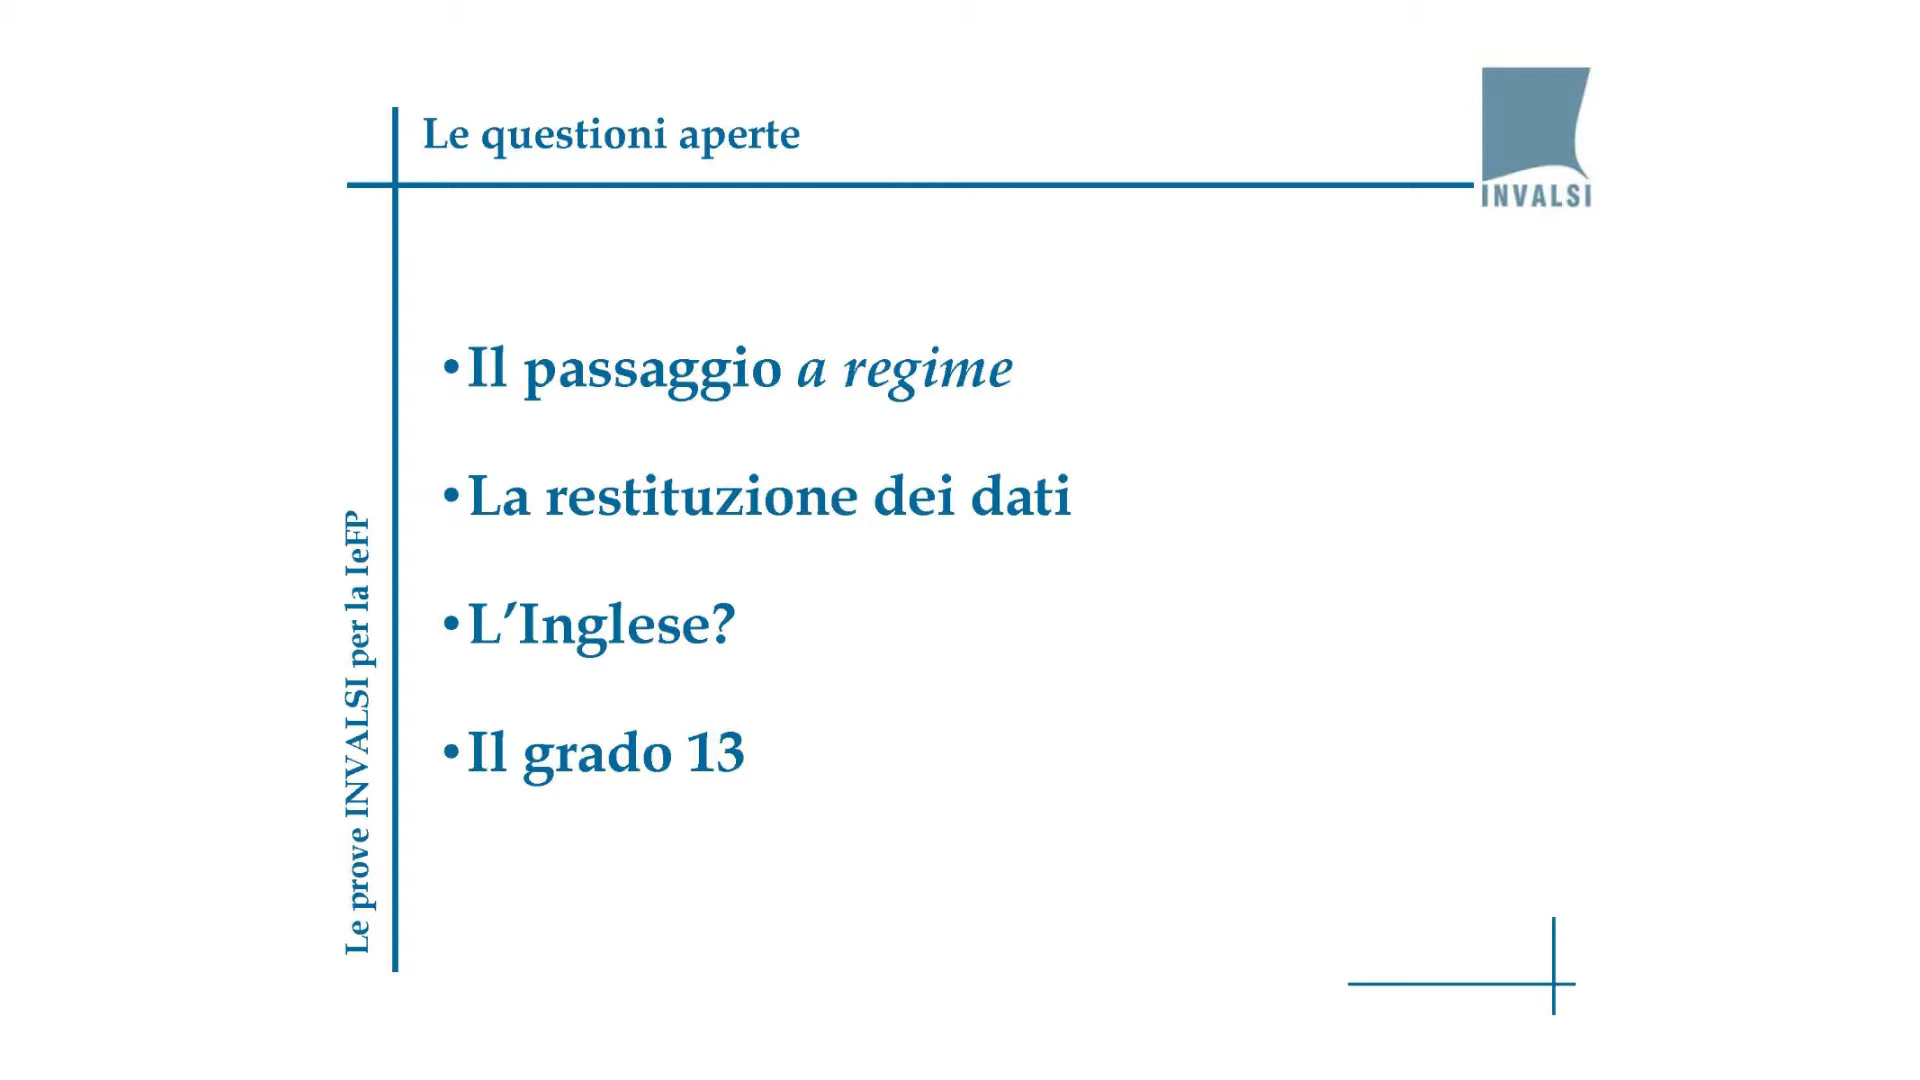 Le questioni aperte
INVALSI
•Il passaggio a regime
•La restituzione dei dati
•L’Inglese?
•Il grado 13
Le prove INVALSI per la IeFP